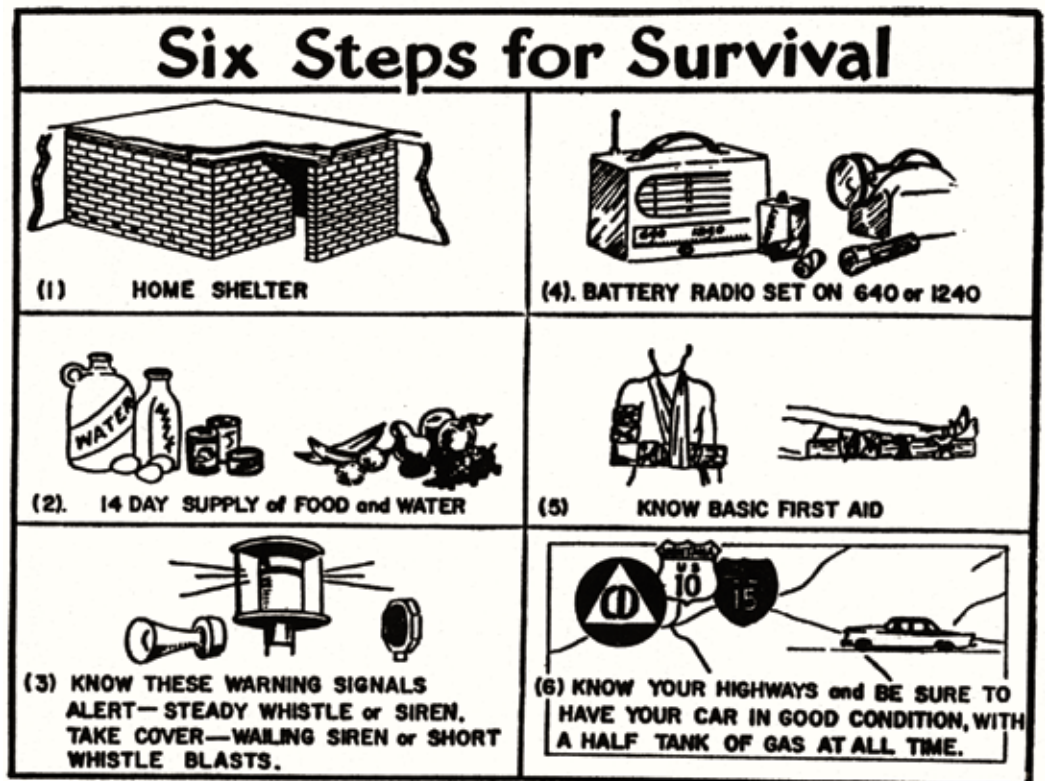 Six Steps for Survival
(1) HOME SHELTER
WATER
(2). 14 DAY SUPPLY of FOOD and WATER
(3) KNOW THESE WARNING SIGNALS
ALERT—STEADY WHISTLE or SIREN.
TAKE COVER—WAILING SIREN or SHORT
WHISTLE BLASTS.
640 1240
(4). BATTERY RADIO SET ON 640 or 1240
(5) KNOW BASIC FIRST AID
CD
US
10
15
(6) KNOW YOUR HIGHWAYS and BE SURE TO
HAVE YOUR CAR IN GOOD CONDITION, WITH
A HALF TANK OF GAS AT ALL TIME.